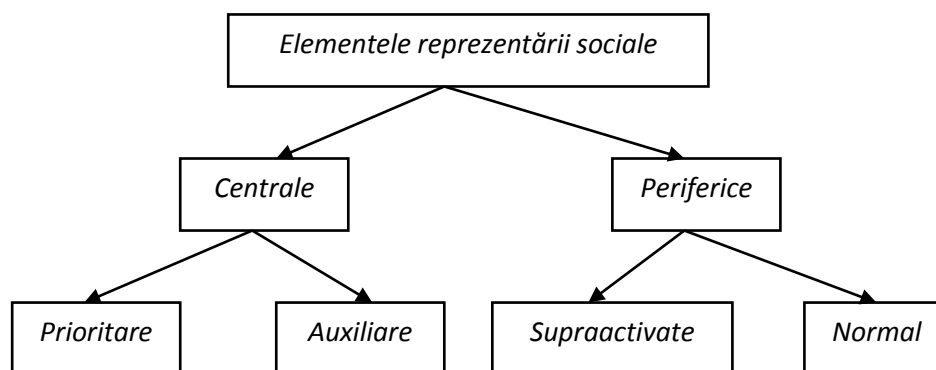 Elementele reprezentării sociale
Centrale
Periferice
Prioritare
Auxiliare
Supraactivate
Normal